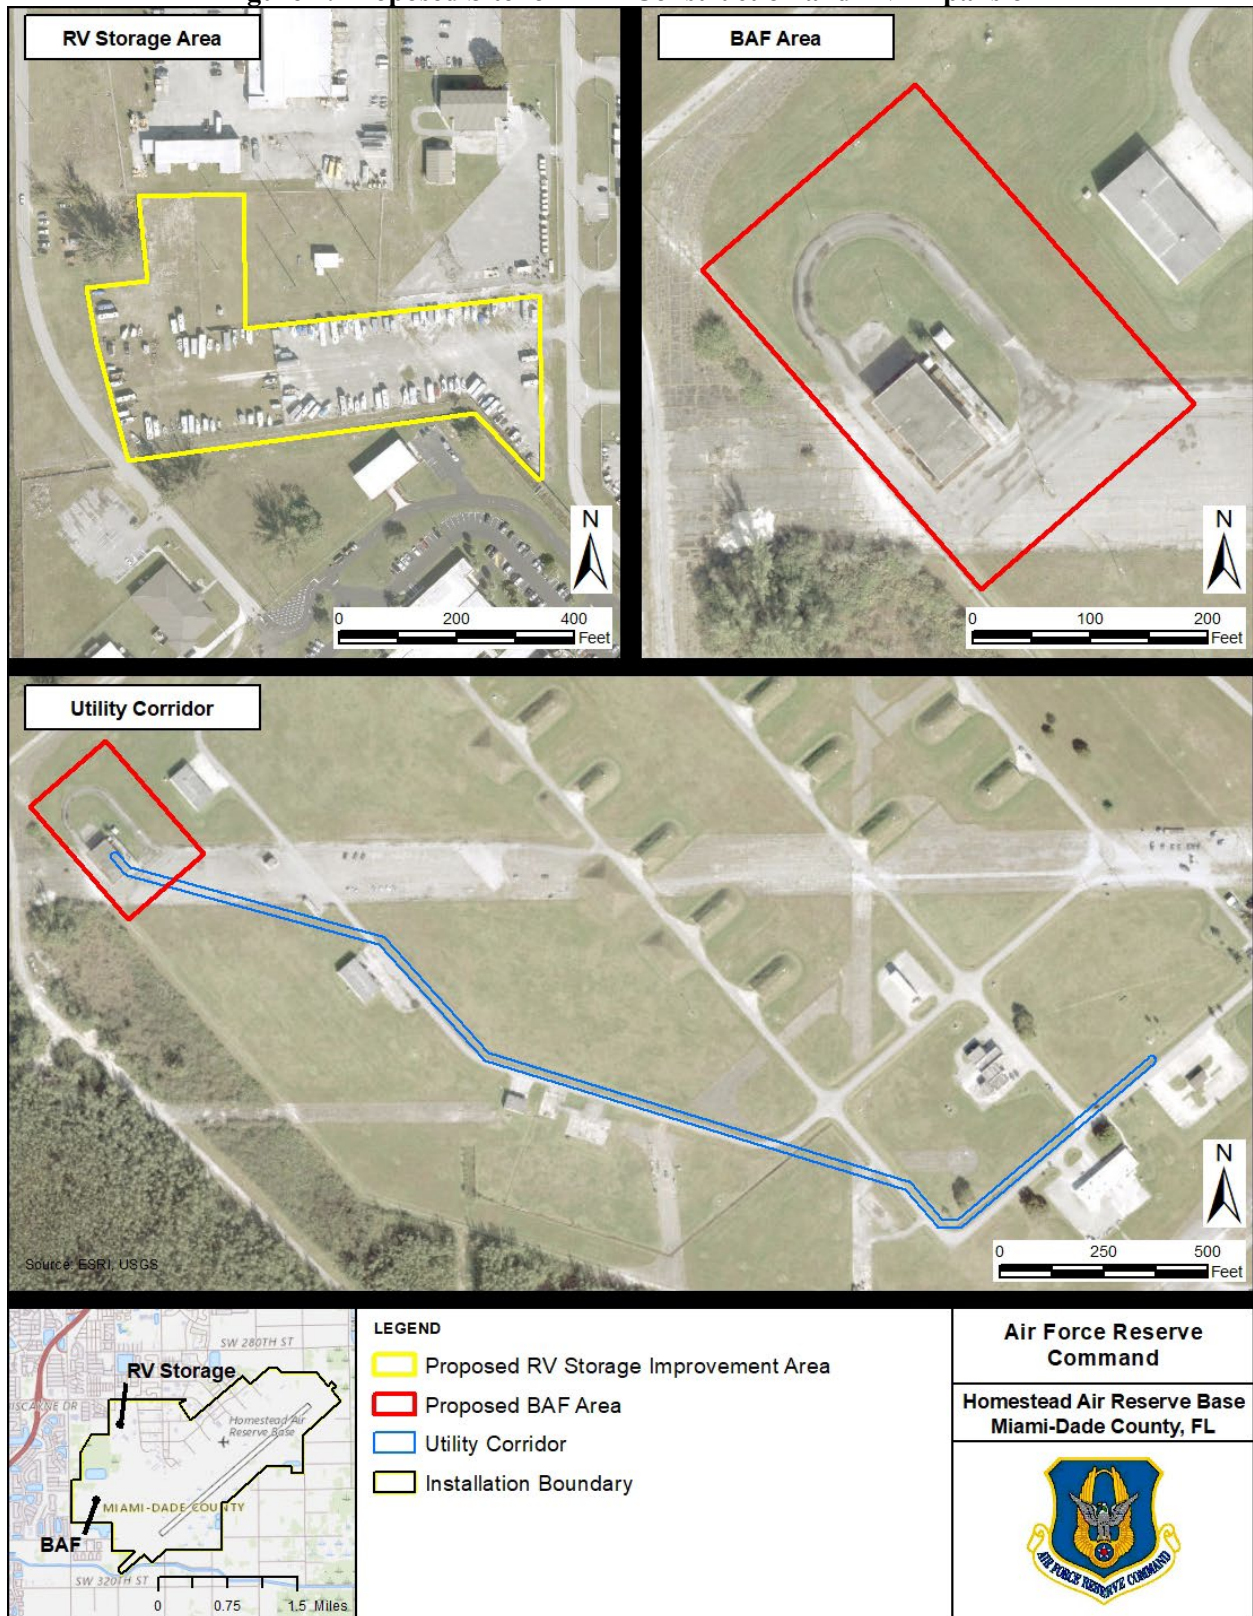 RV Storage Area
BAF Area
N
0 200 400
Feet
N
0 100 200
Feet
Utility Corridor
N
0 250 500
Feet
Source: ESRI, USGS
SW 280TH ST
RV Storage
ISCAYNE DR
Homestead Air
Reserve Base
MIAMI-DADE COUNTY
BAF
SW 320TH ST
0 0.75 1.5 Miles
LEGEND
Proposed RV Storage Improvement Area
Proposed BAF Area
Utility Corridor
Installation Boundary
Air Force Reserve
Command
Homestead Air Reserve Base
Miami-Dade County, FL
AIR FORCE RESERVE COMMAND